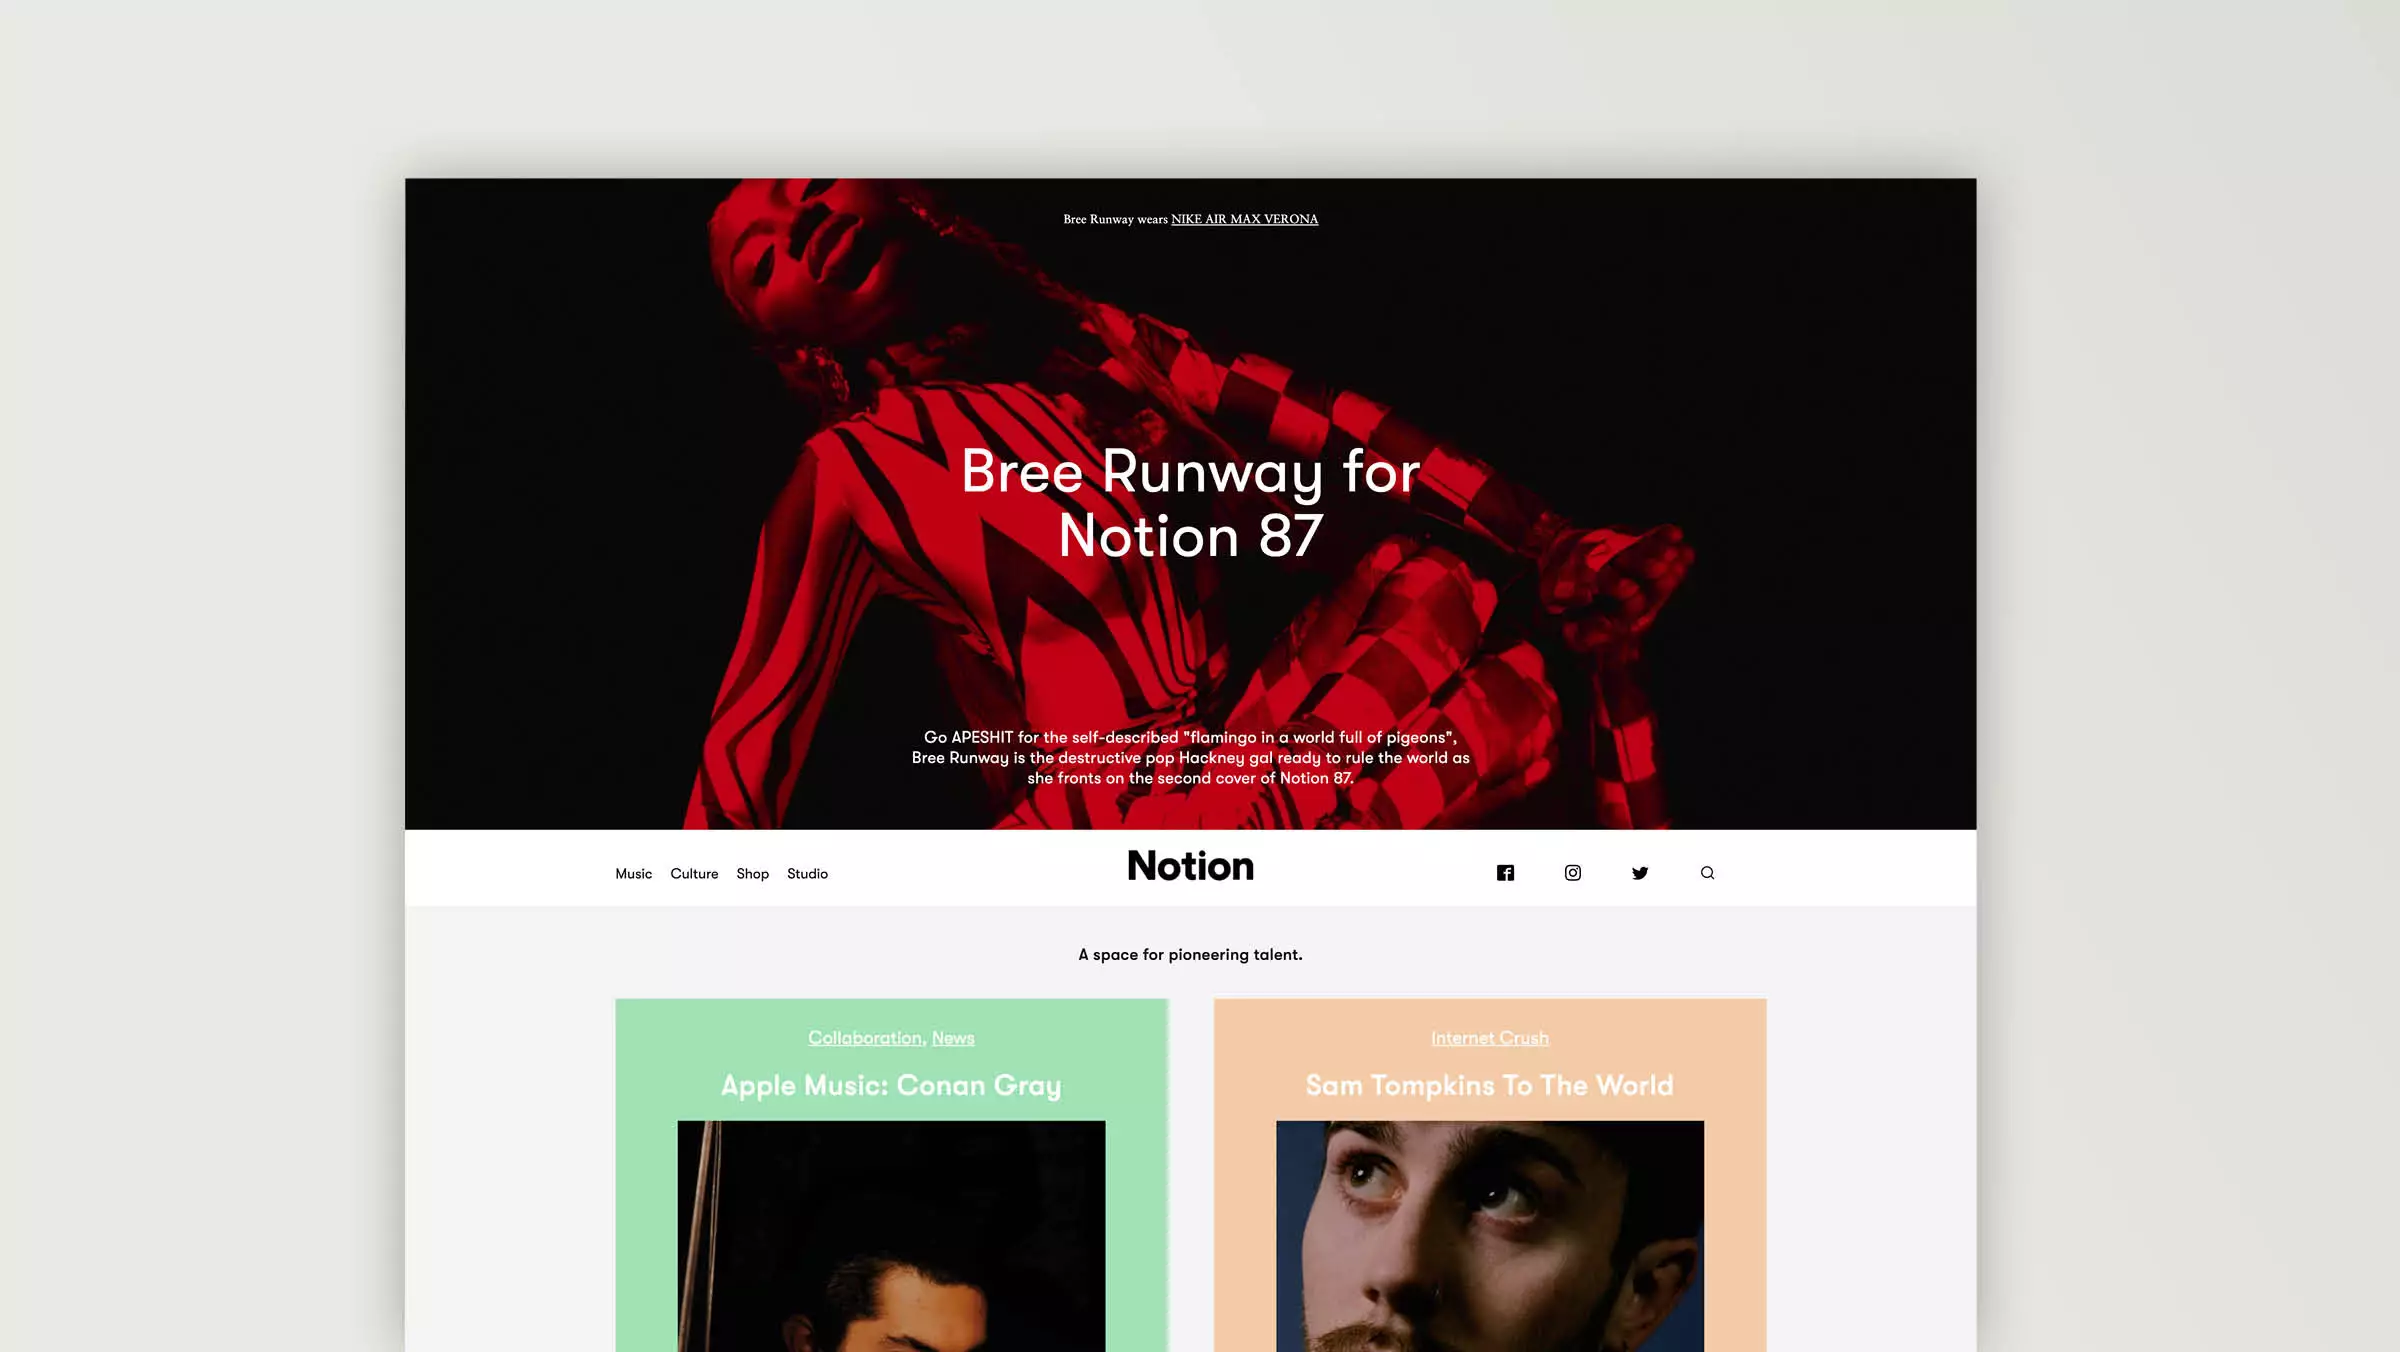 Bree Runway wears NIKE AIR MAX VERONA
Bree Runway for
Notion 87
Go APESHIT for the self-described "flamingo in a world full of pigeons",
Bree Runway is the destructive pop Hackney gal ready to rule the world as
she fronts on the second cover of Notion 87.
Music Culture Shop Studio
Notion
A space for pioneering talent.
Collaboration, News
Apple Music: Conan Gray
Internet Crush
Sam Tompkins To The World